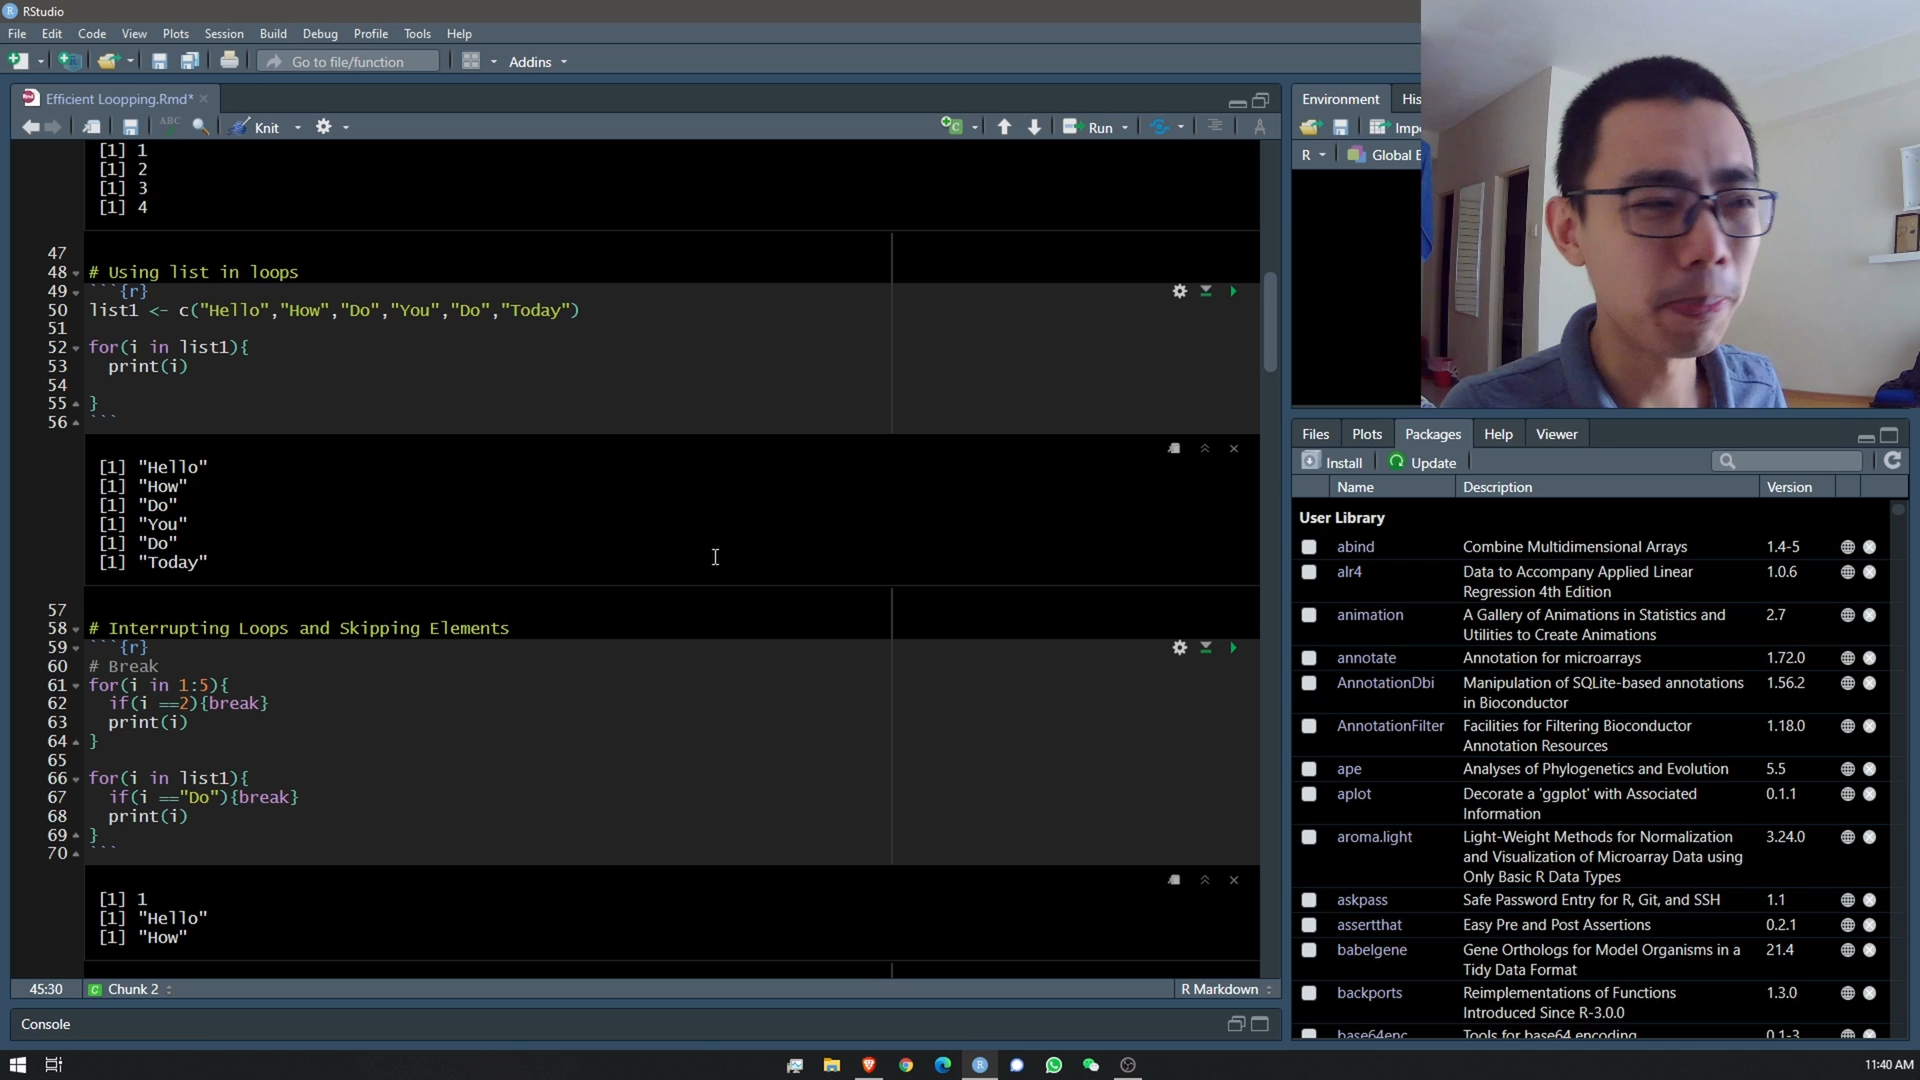 RStudio
File Edit Code View Plots Session Build Debug Profile Tools Help
Go to file/function Addins
Efficient Loopping.Rmd*
ABC Knit Run
[1] 1
[1] 2
[1] 3
[1] 4
47
48 # Using list in loops
49 ```{r}
50 list1 <- c("Hello","How","Do","You","Do","Today")
51
52 for(i in list1){
53 print(i)
54
55 }
56 ```
[1] "Hello"
[1] "How"
[1] "Do"
[1] "You"
[1] "Do"
[1] "Today"
57
58 # Interrupting Loops and Skipping Elements
59 ```{r}
60 # Break
61 for(i in 1:5){
62 if(i ==2){break}
63 print(i)
64 }
65
66 for(i in list1){
67 if(i =="Do"){break}
68 print(i)
69 }
70 ```
[1] 1
[1] "Hello"
[1] "How"
45:30 Chunk 2 R Markdown
Console
Environment His
Impo
R Global E
Files Plots Packages Help Viewer
Install Update
Name Description Version
User Library
abind Combine Multidimensional Arrays 1.4-5
alr4 Data to Accompany Applied Linear 1.0.6
Regression 4th Edition
animation A Gallery of Animations in Statistics and 2.7
Utilities to Create Animations
annotate Annotation for microarrays 1.72.0
AnnotationDbi Manipulation of SQLite-based annotations 1.56.2
in Bioconductor
AnnotationFilter Facilities for Filtering Bioconductor 1.18.0
Annotation Resources
ape Analyses of Phylogenetics and Evolution 5.5
aplot Decorate a 'ggplot' with Associated 0.1.1
Information
aroma.light Light-Weight Methods for Normalization 3.24.0
and Visualization of Microarray Data using
Only Basic R Data Types
askpass Safe Password Entry for R, Git, and SSH 1.1
assertthat Easy Pre and Post Assertions 0.2.1
babelgene Gene Orthologs for Model Organisms in a 21.4
Tidy Data Format
backports Reimplementations of Functions 1.3.0
Introduced Since R-3.0.0
base64enc Tools for base64 encoding 0.1-3
11:40 AM